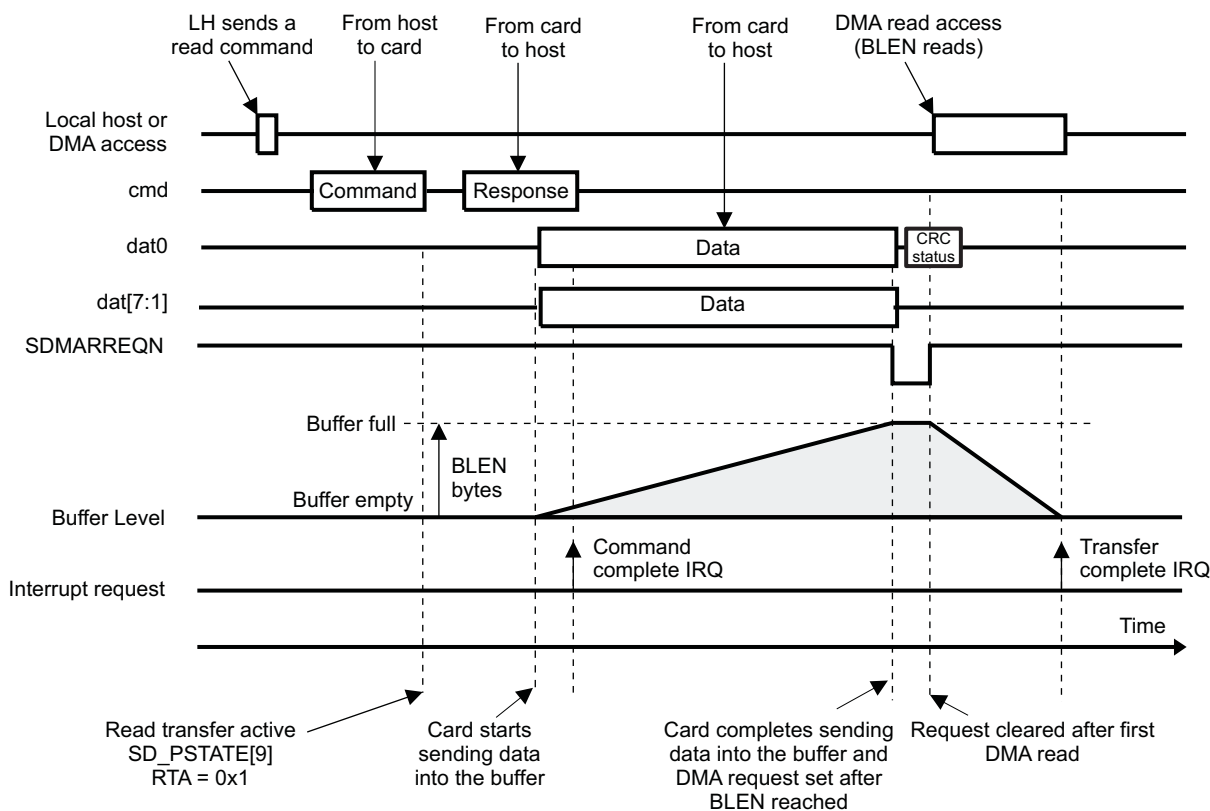 LH sends a
read command
From host
to card
From card
to host
From card
to host
DMA read access
(BLEN reads)
Local host or
DMA access
cmd
Command
Response
dat0
Data
CRC
status
dat[7:1]
Data
SDMARREQN
Buffer full
BLEN
bytes
Buffer empty
Buffer Level
Command
complete IRQ
Transfer
complete IRQ
Interrupt request
Time
Read transfer active
SD_PSTATE[9]
RTA = 0x1
Card starts
sending data
into the buffer
Card completes sending
data into the buffer and
DMA request set after
BLEN reached
Request cleared after first
DMA read